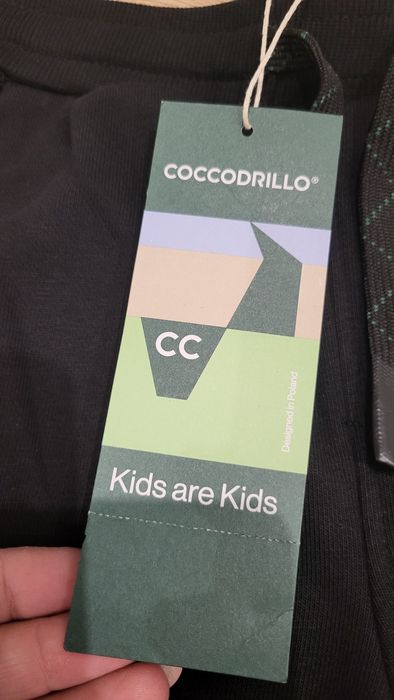 COCCODRILLO®
CC
Designed in Poland
Kids are Kids